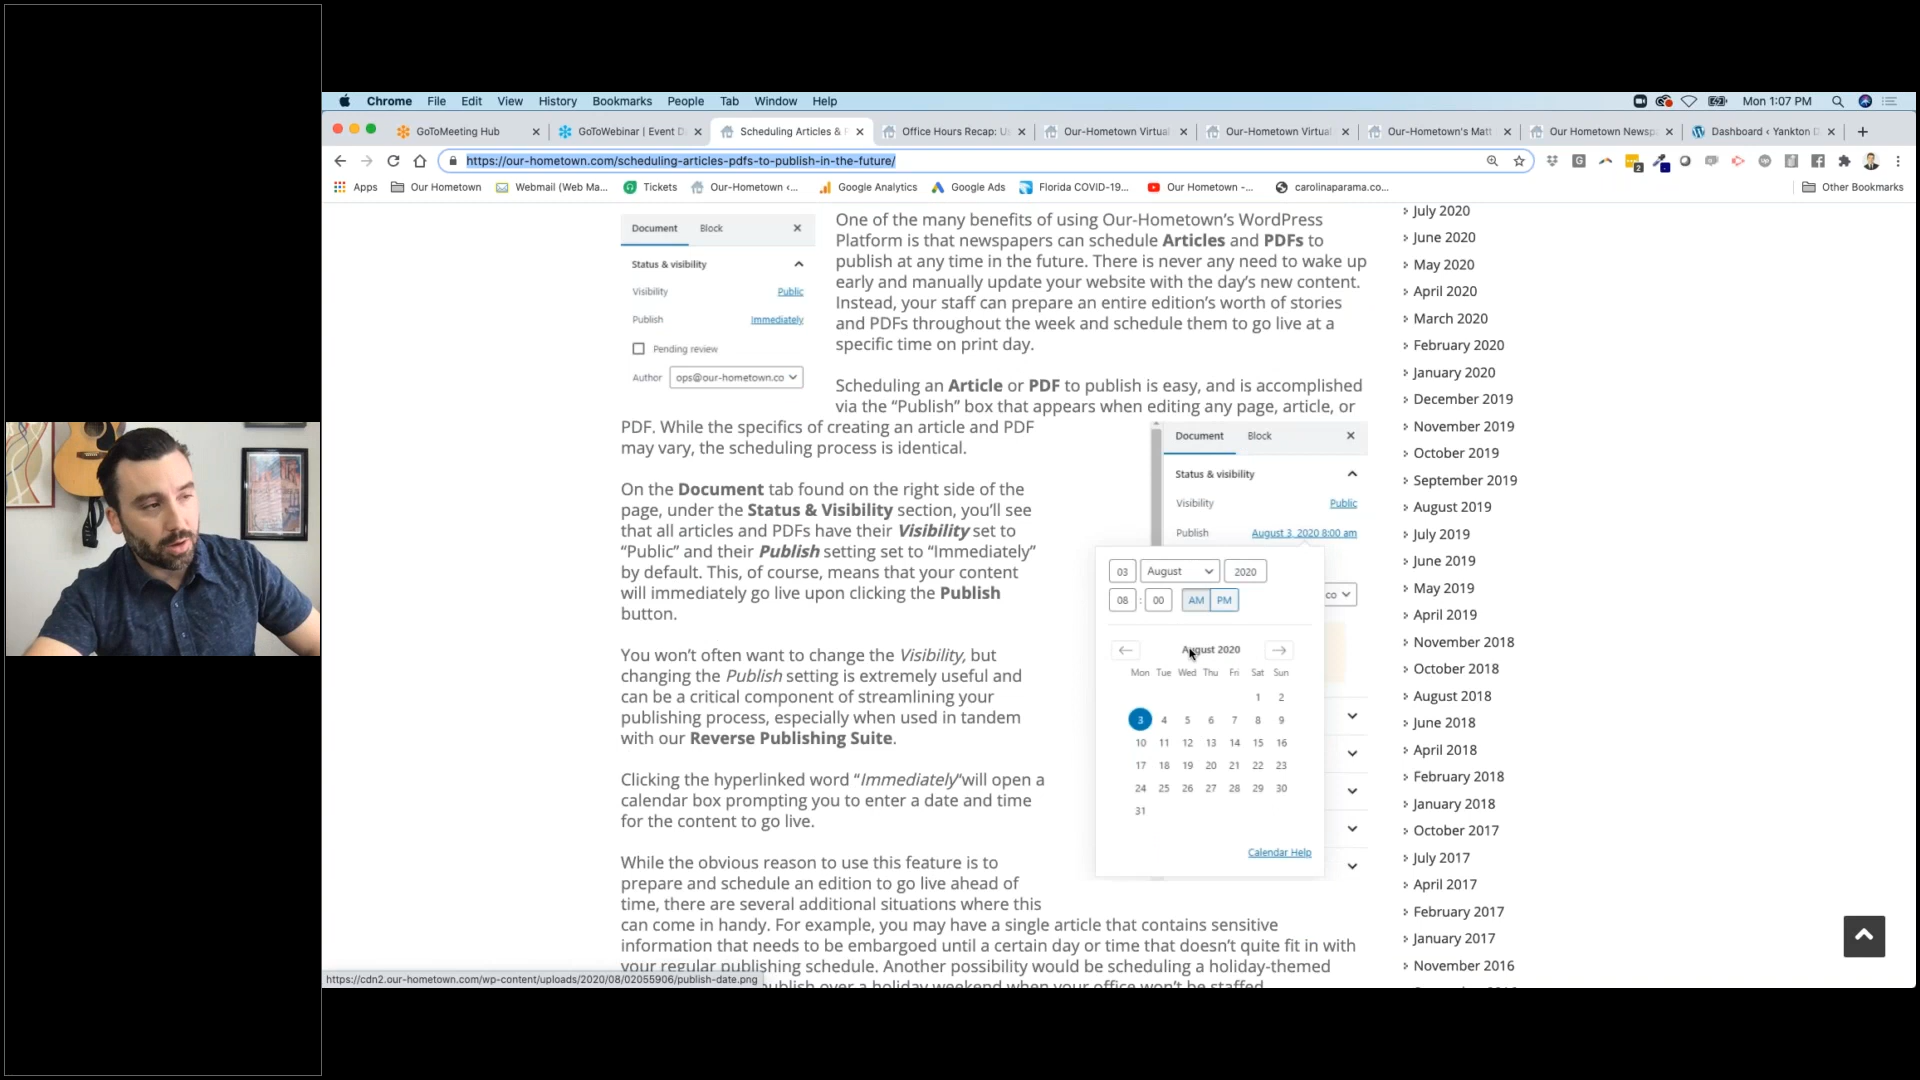 Chrome File Edit View History Bookmarks People Tab Window Help
Mon 1:07 PM
GoToMeeting Hub
GoToWebinar | Event D
Scheduling Articles & P
Office Hours Recap: U
Our-Hometown Virtual
Our-Hometown Virtual
Our-Hometown's Matt
Our Hometown Newsp
Dashboard ‹ Yankton D
https://our-hometown.com/scheduling-articles-pdfs-to-publish-in-the-future/
Apps Our Hometown Webmail (Web Ma... Tickets Our-Hometown ‹... Google Analytics Google Ads Florida COVID-19... Our Hometown -... carolinaparama.co... Other Bookmarks
Document Block
Status & visibility
Visibility Public
Publish Immediately
Pending review
Author ops@our-hometown.co
One of the many benefits of using Our-Hometown’s WordPress
Platform is that newspapers can schedule Articles and PDFs to
publish at any time in the future. There is never any need to wake up
early and manually update your website with the day’s new content.
Instead, your staff can prepare an entire edition’s worth of stories
and PDFs throughout the week and schedule them to go live at a
specific time on print day.
Scheduling an Article or PDF to publish is easy, and is accomplished
via the “Publish” box that appears when editing any page, article, or
PDF. While the specifics of creating an article and PDF
may vary, the scheduling process is identical.
On the Document tab found on the right side of the
page, under the Status & Visibility section, you’ll see
that all articles and PDFs have their Visibility set to
“Public” and their Publish setting set to “Immediately”
by default. This, of course, means that your content
will immediately go live upon clicking the Publish
button.
You won’t often want to change the Visibility, but
changing the Publish setting is extremely useful and
can be a critical component of streamlining your
publishing process, especially when used in tandem
with our Reverse Publishing Suite.
Clicking the hyperlinked word “Immediately“will open a
calendar box prompting you to enter a date and time
for the content to go live.
While the obvious reason to use this feature is to
prepare and schedule an edition to go live ahead of
time, there are several additional situations where this
can come in handy. For example, you may have a single article that contains sensitive
information that needs to be embargoed until a certain day or time that doesn’t quite fit in with
your regular publishing schedule. Another possibility would be scheduling a holiday-themed
publish over a holiday weekend when your office won’t be staffed
https://cdn2.our-hometown.com/wp-content/uploads/2020/08/02055906/publish-date.png
Document Block
Status & visibility
Visibility Public
Publish August 3, 2020 8:00 am
03 August 2020
08 : 00 AM PM
co
August 2020
Mon Tue Wed Thu Fri Sat Sun
1 2
3 4 5 6 7 8 9
10 11 12 13 14 15 16
17 18 19 20 21 22 23
24 25 26 27 28 29 30
31
Calendar Help
July 2020
June 2020
May 2020
April 2020
March 2020
February 2020
January 2020
December 2019
November 2019
October 2019
September 2019
August 2019
July 2019
June 2019
May 2019
April 2019
November 2018
October 2018
August 2018
June 2018
April 2018
February 2018
January 2018
October 2017
July 2017
April 2017
February 2017
January 2017
November 2016